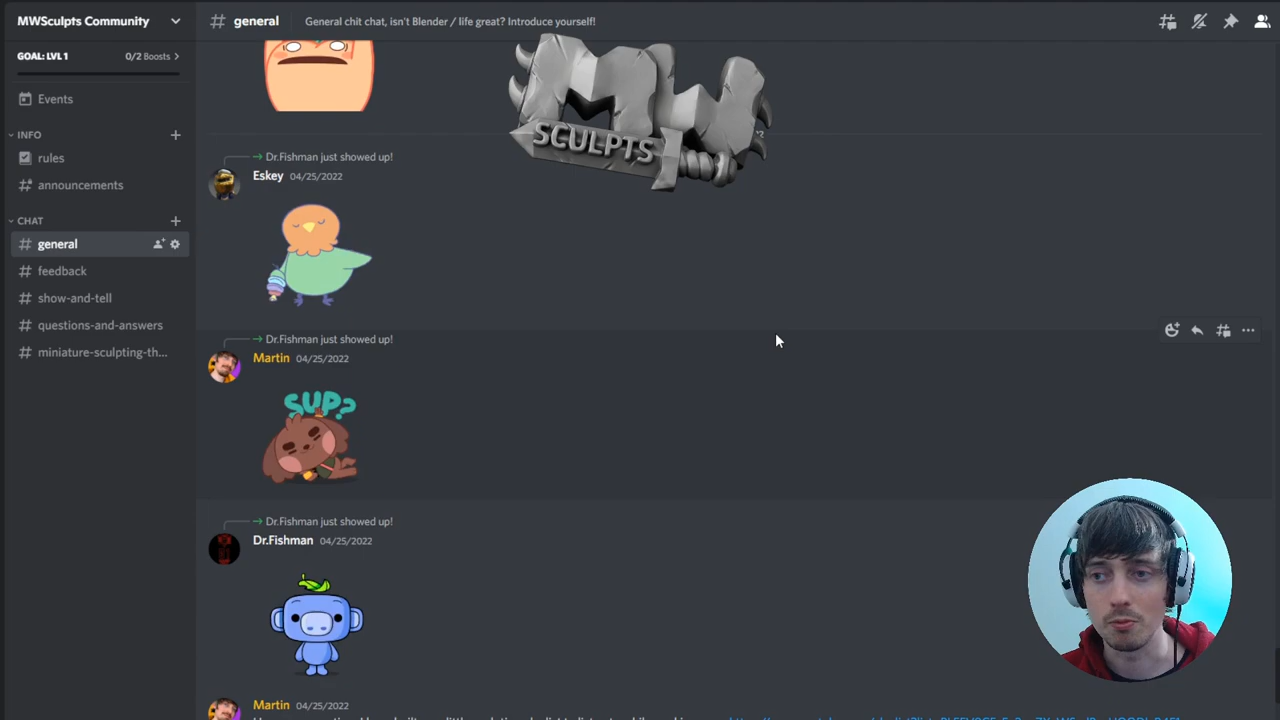 MWSculpts Community
general
General chit chat, isn't Blender / life great? Introduce yourself!
GOAL: LVL 1
0/2 Boosts
Events
INFO
rules
announcements
CHAT
general
feedback
show-and-tell
questions-and-answers
miniature-sculpting-th...
MW
SCULPTS
Dr.Fishman just showed up!
Eskey 04/25/2022
Dr.Fishman just showed up!
Martin 04/25/2022
SUP?
Dr.Fishman just showed up!
Dr.Fishman 04/25/2022
Martin 04/25/2022